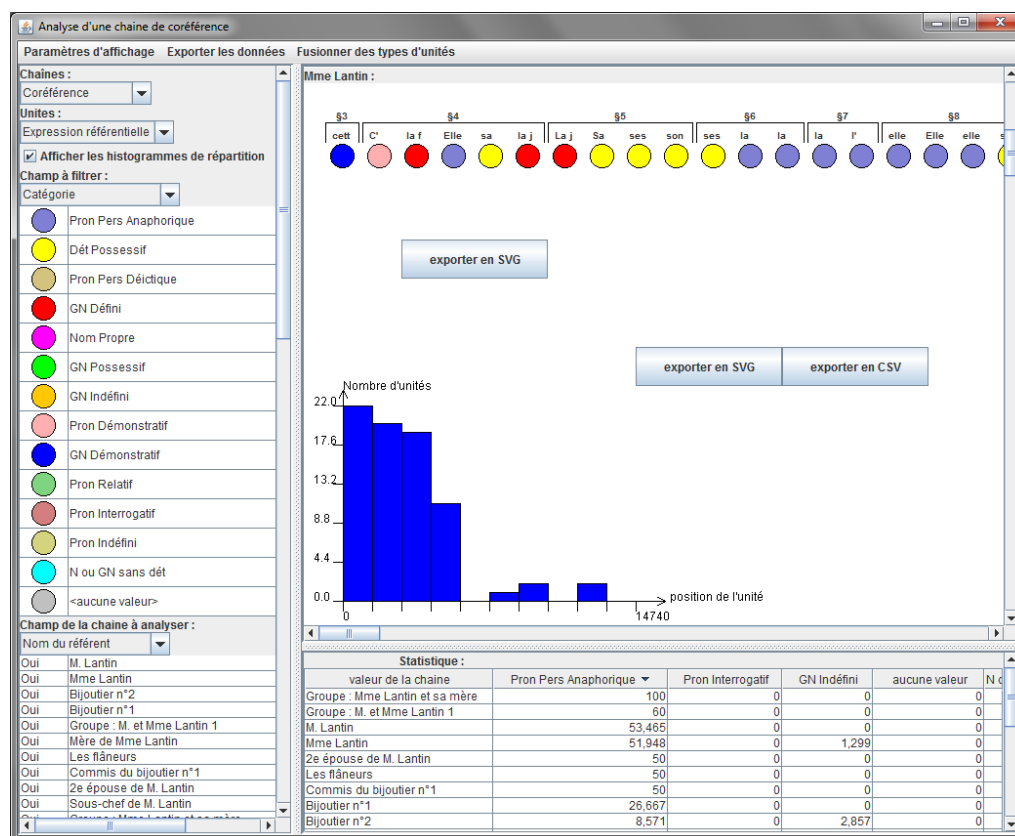 Analyse d'une chaine de coréférence
Paramètres d'affichage Exporter les données Fusionner des types d'unités
Chaînes :
Coréférence
Unites :
Expression référentielle
Afficher les histogrammes de répartition
Champ à filtrer :
Catégorie
Pron Pers Anaphorique
Dét Possessif
Pron Pers Déictique
GN Défini
Nom Propre
GN Possessif
GN Indéfini
Pron Démonstratif
GN Démonstratif
Pron Relatif
Pron Interrogatif
Pron Indéfini
N ou GN sans dét
<aucune valeur>
Champ de la chaine à analyser :
Nom du référent
Oui M. Lantin
Oui Mme Lantin
Oui Bijoutier n°2
Oui Bijoutier n°1
Oui Groupe : M. et Mme Lantin 1
Oui Mère de Mme Lantin
Oui Les flâneurs
Oui Commis du bijoutier n°1
Oui 2e épouse de M. Lantin
Oui Sous-chef de M. Lantin
Oui Groupe : Mme Lantin et sa mère
Mme Lantin :
§3 §4 §5 §6 §7 §8
cett C' la f Elle sa la j La j Sa ses son ses la la la l' elle Elle elle s
exporter en SVG
exporter en SVG exporter en CSV
Nombre d'unités
22.0
17.6
13.2
8.8
4.4
0.0
position de l'unité
0 14740
Statistique :
valeur de la chaine Pron Pers Anaphorique Pron Interrogatif GN Indéfini aucune valeur N c
Groupe : Mme Lantin et sa mère 100 0 0 0
Groupe : M. et Mme Lantin 1 60 0 0 0
M. Lantin 53,465 0 0 0
Mme Lantin 51,948 0 1,299 0
2e épouse de M. Lantin 50 0 0 0
Les flâneurs 50 0 0 0
Commis du bijoutier n°1 50 0 0 0
Bijoutier n°1 26,667 0 0 0
Bijoutier n°2 8,571 0 2,857 0